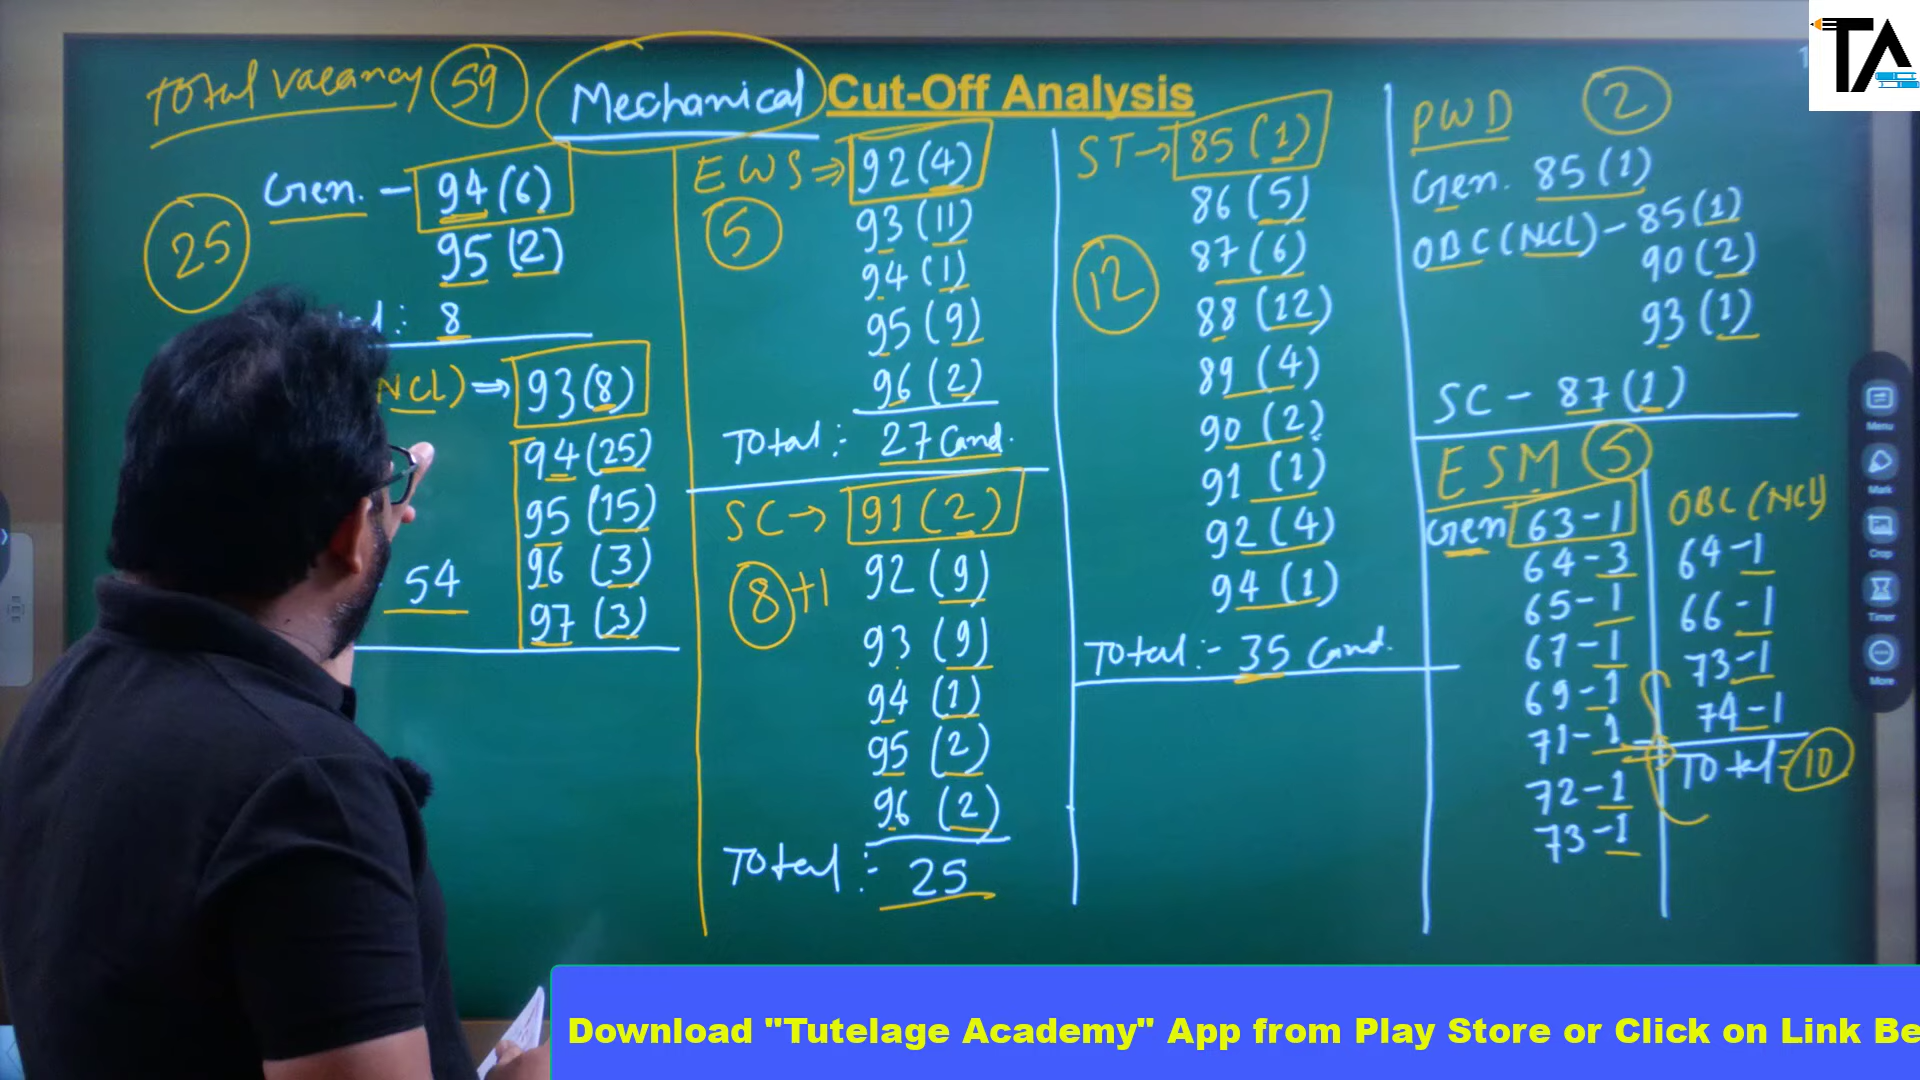 Total vacancy 59
Mechanical Cut-Off Analysis
25
Gen. - 94 (6)
95 (2)
8
NCL) ⇒ 93 (8)
94 (25)
95 (15)
96 (3)
97 (3)
54
EWS ⇒ 92 (4)
5
93 (11)
94 (1)
95 (9)
96 (2)
Total :- 27 Cand.
SC → 91 (2)
8 +1
92 (9)
93 (9)
94 (1)
95 (2)
96 (2)
Total :- 25
ST → 85 (1)
12
86 (5)
87 (6)
88 (12)
89 (4)
90 (2)
91 (1)
92 (4)
94 (1)
Total :- 35 Cand.
PWD 2
Gen. 85 (1)
OBC (NCL) - 85 (1)
90 (2)
93 (1)
SC - 87 (1)
ESM 5
Gen 63-1
64-3
65-1
67-1
69-1
71-1
72-1
73-1
OBC (NCL)
64-1
66-1
73-1
74-1
Total = 10
TA
Menu
Mark
Crop
Timer
More
Download "Tutelage Academy" App from Play Store or Click on Link Be